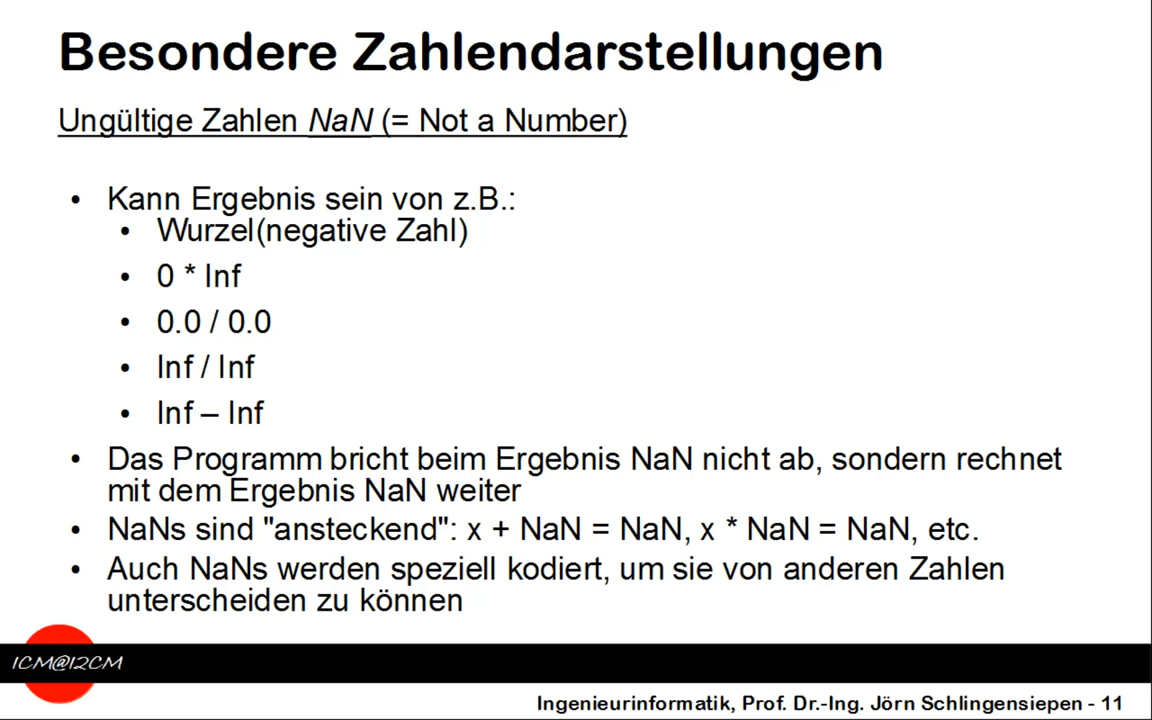 Besondere Zahlendarstellungen
Ungültige Zahlen NaN (= Not a Number)
• Kann Ergebnis sein von z.B.:
• Wurzel(negative Zahl)
• 0 * Inf
• 0.0 / 0.0
• Inf / Inf
• Inf – Inf
• Das Programm bricht beim Ergebnis NaN nicht ab, sondern rechnet
mit dem Ergebnis NaN weiter
• NaNs sind "ansteckend": x + NaN = NaN, x * NaN = NaN, etc.
• Auch NaNs werden speziell kodiert, um sie von anderen Zahlen
unterscheiden zu können
1CM@12CM
Ingenieurinformatik, Prof. Dr.-Ing. Jörn Schlingensiepen - 11